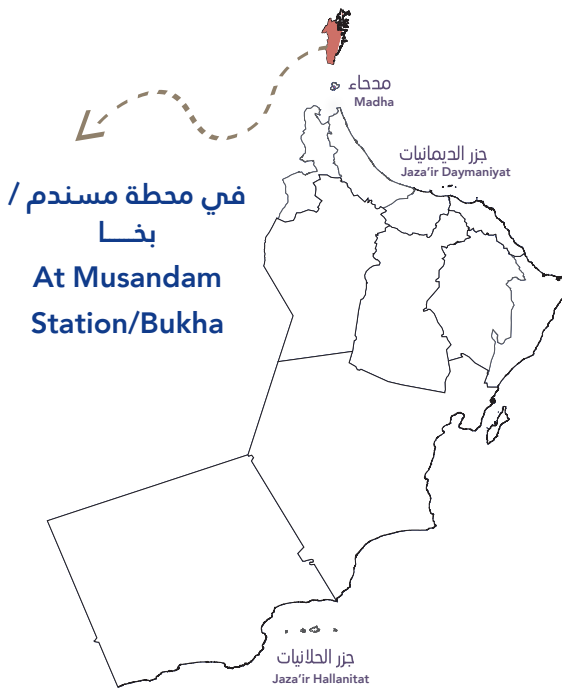 مدحاء
Madha
جزر الديمانيات
Jaza'ir Daymaniyat
في محطة مسندم /
بخـــا
At Musandam
Station/Bukha
جزر الحلانيات
Jaza'ir Hallanitat